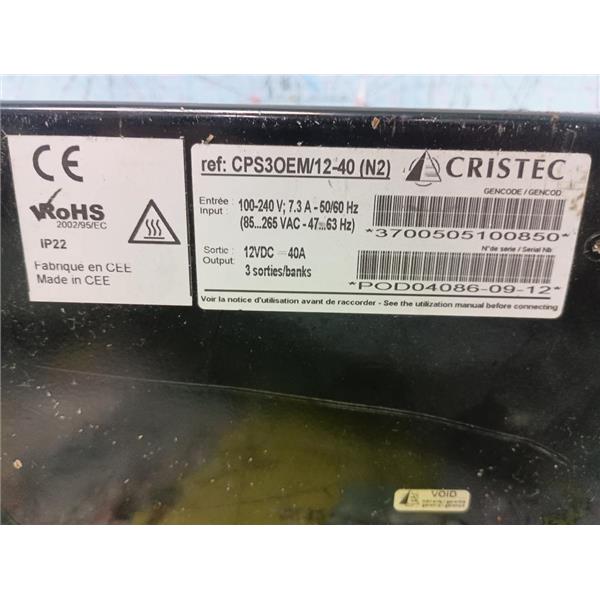 CE
RoHS
2002/95/EC
IP22
Fabriqué en CEE
Made in CEE
ref: CPS3OEM/12-40 (N2)
CRISTEC
GENCODE / GENCOD
Entrée : 100-240 V; 7.3 A - 50/60 Hz
Input : (85...265 VAC - 47...63 Hz)
*3700505100850*
N°de série / Serial Nb:
Sortie : 12VDC 40A
Output: 3 sorties/banks
*POD04086-09-12*
Voir la notice d'utilisation avant de raccorder - See the utilization manual before connecting
VOID